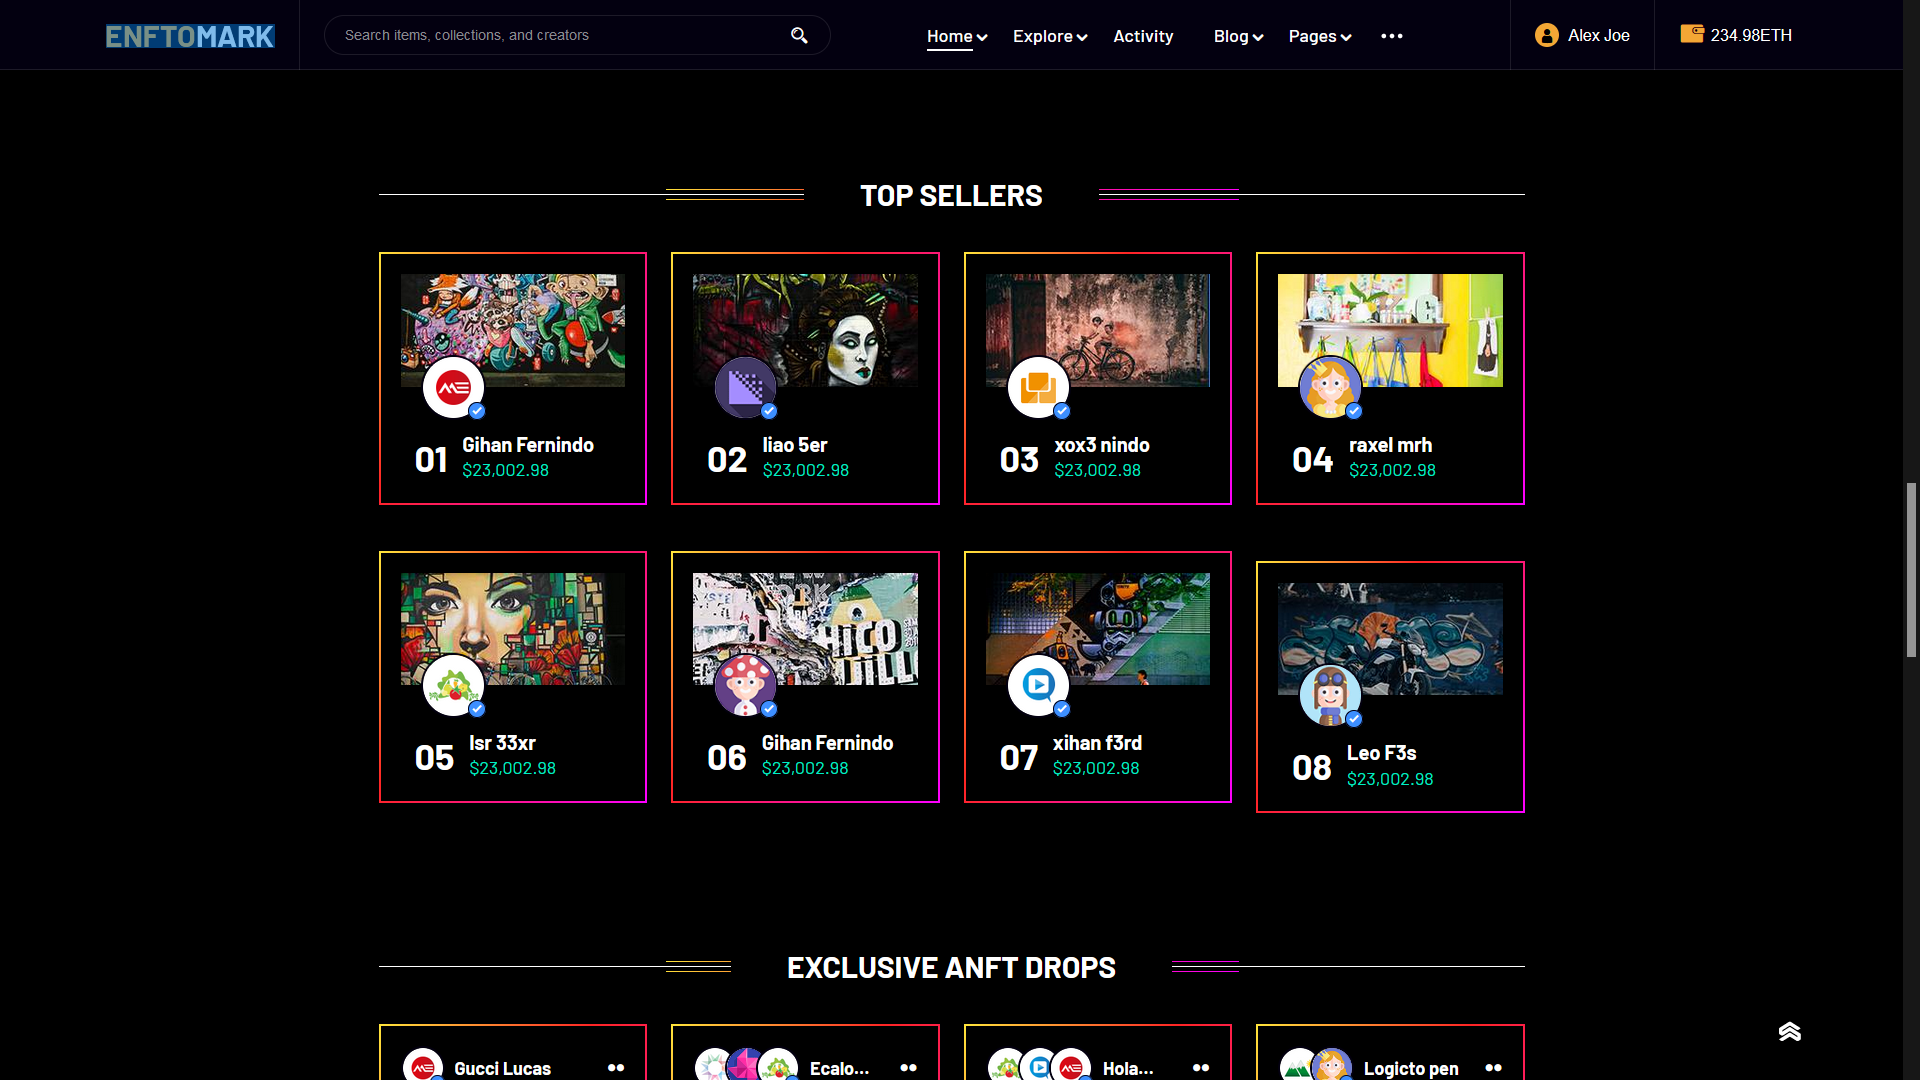 ENFTOMARK
Search items, collections, and creators
Home
Explore
Activity
Blog
Pages
Alex Joe
234.98ETH
TOP SELLERS
01
Gihan Fernindo
$23,002.98
02
liao 5er
$23,002.98
03
xox3 nindo
$23,002.98
04
raxel mrh
$23,002.98
05
lsr 33xr
$23,002.98
06
Gihan Fernindo
$23,002.98
07
xihan f3rd
$23,002.98
08
Leo F3s
$23,002.98
EXCLUSIVE ANFT DROPS
Gucci Lucas
Ecalo...
Hola...
Logicto pen